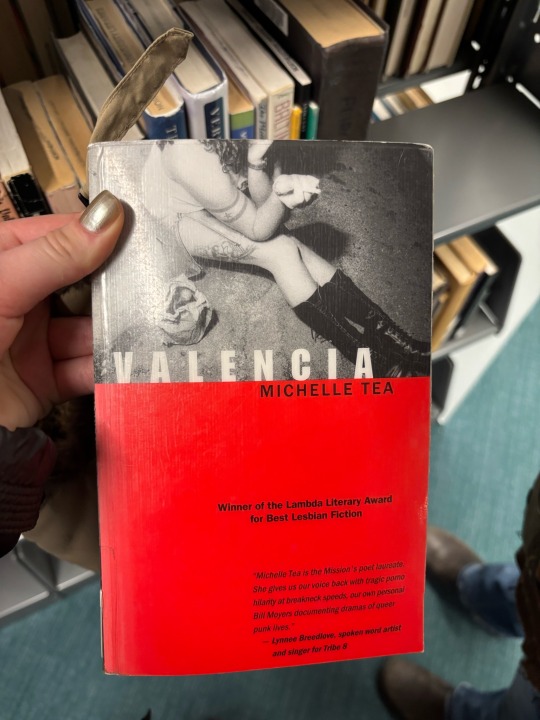 VALENCIA
MICHELLE TEA
Winner of the Lambda Literary Award
for Best Lesbian Fiction
"Michelle Tea is the Mission's poet laureate.
She gives us our voice back with tragic pomo
hilarity at breakneck speeds, our own personal
Bill Moyers documenting dramas of queer
punk lives."
— Lynnee Breedlove, spoken word artist
and singer for Tribe 8